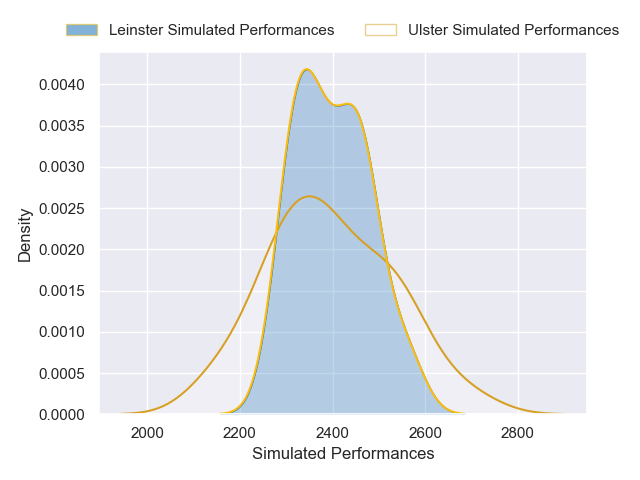 Leinster Simulated Performances
Ulster Simulated Performances
0.0040
0.0035
0.0030
0.0025
0.0020
0.0015
0.0010
0.0005
0.0000
Density
2000 2200 2400 2600 2800
Simulated Performances